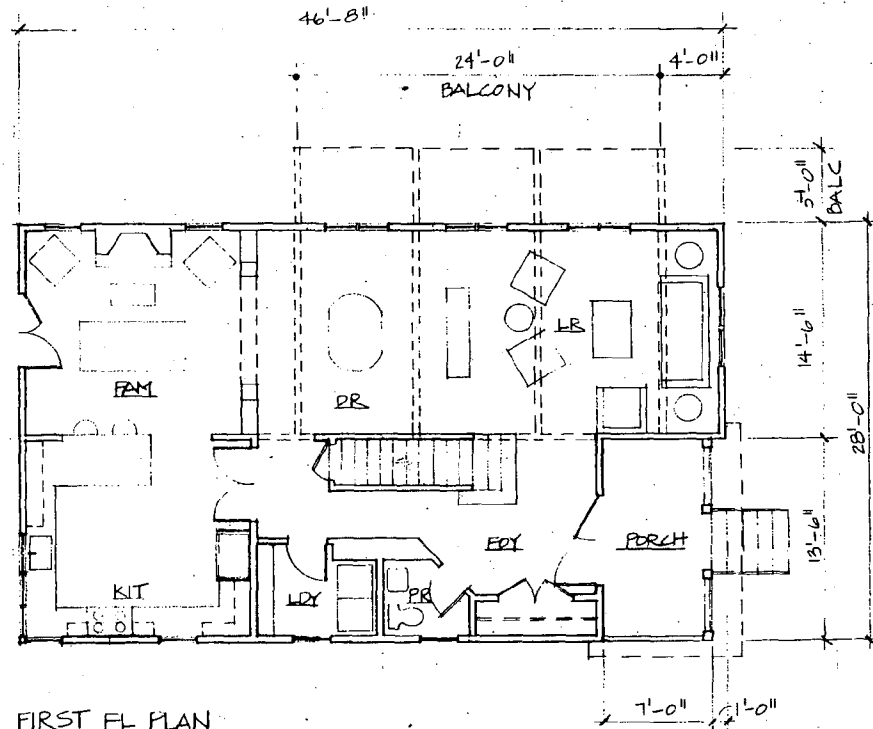 46'-8"
24'-0"
4'-0"
BALCONY
5'-0"
BALC
14'-6"
28'-0"
13'-6"
FAM
DR
LR
FOY
PORCH
KIT
LDY
PR
7'-0"
1'-0"
FIRST FL PLAN